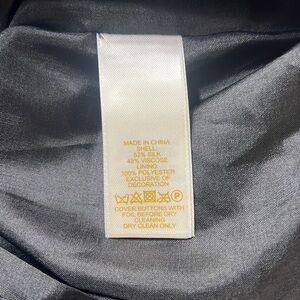 MADE IN CHINA
SHELL:
52% SILK
48% VISCOSE
LINING:
100% POLYESTER
EXCLUSIVE OF
DECORATION
P
COVER BUTTONS WITH
FOIL BEFORE DRY
CLEANING
DRY CLEAN ONLY